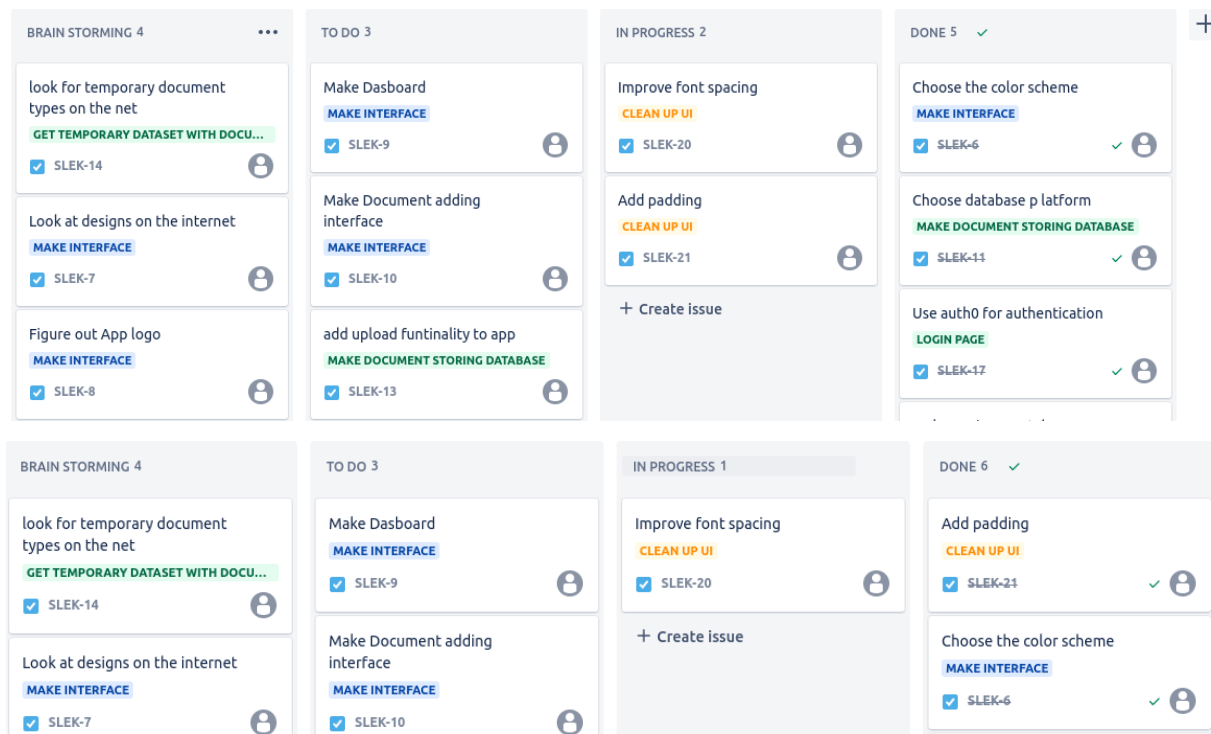 BRAIN STORMING 4
look for temporary document
types on the net
GET TEMPORARY DATASET WITH DOCU...
SLEK-14
Look at designs on the internet
MAKE INTERFACE
SLEK-7
Figure out App logo
MAKE INTERFACE
SLEK-8
TO DO 3
Make Dasboard
MAKE INTERFACE
SLEK-9
Make Document adding
interface
MAKE INTERFACE
SLEK-10
add upload funtinality to app
MAKE DOCUMENT STORING DATABASE
SLEK-13
IN PROGRESS 2
Improve font spacing
CLEAN UP UI
SLEK-20
Add padding
CLEAN UP UI
SLEK-21
+ Create issue
DONE 5
Choose the color scheme
MAKE INTERFACE
SLEK-6
Choose database p latform
MAKE DOCUMENT STORING DATABASE
SLEK-11
Use auth0 for authentication
LOGIN PAGE
SLEK-17
BRAIN STORMING 4
look for temporary document
types on the net
GET TEMPORARY DATASET WITH DOCU...
SLEK-14
Look at designs on the internet
MAKE INTERFACE
SLEK-7
TO DO 3
Make Dasboard
MAKE INTERFACE
SLEK-9
Make Document adding
interface
MAKE INTERFACE
SLEK-10
IN PROGRESS 1
Improve font spacing
CLEAN UP UI
SLEK-20
+ Create issue
DONE 6
Add padding
CLEAN UP UI
SLEK-21
Choose the color scheme
MAKE INTERFACE
SLEK-6